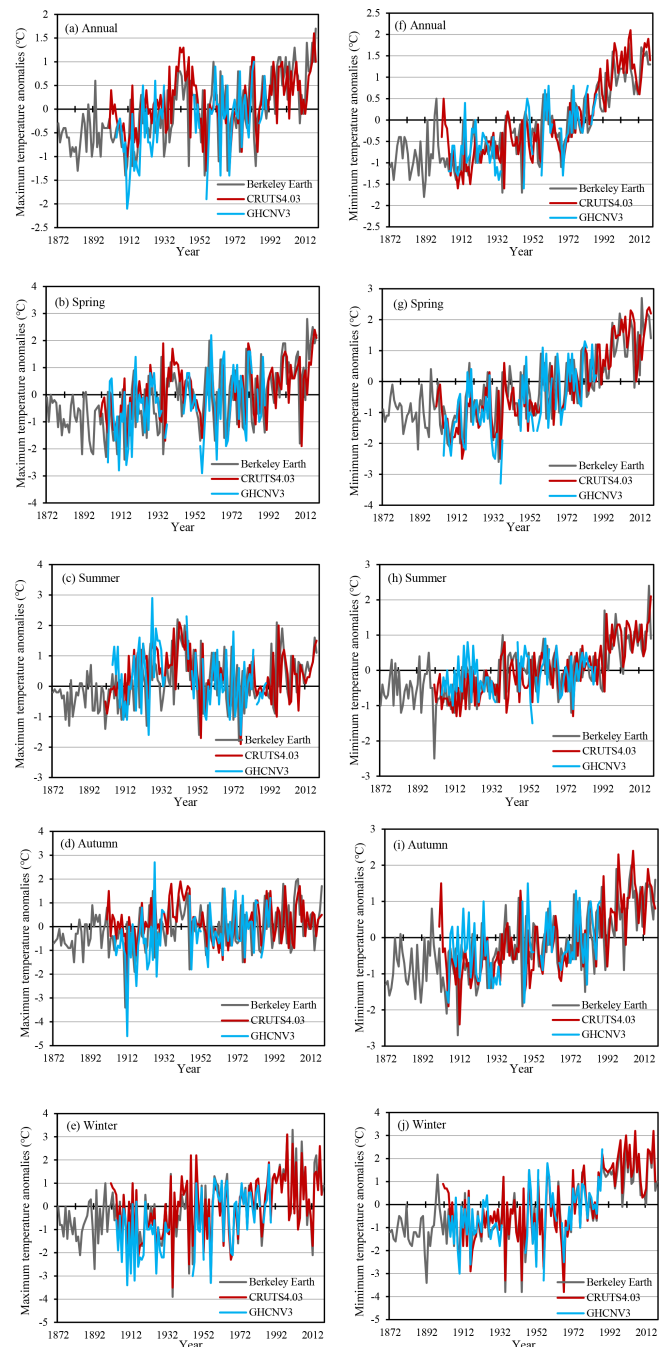 (a) Annual
Maximum temperature anomalies (℃)
2
1.5
1
0.5
0
-0.5
-1
-1.5
-2
-2.5
Berkeley Earth
CRUTS4.03
GHCNV3
1872 1892 1912 1932 1952 1972 1992 2012
Year
(f) Annual
Mimimum temperature anomalies (℃)
2.5
2
1.5
1
0.5
0
-0.5
-1
-1.5
-2
-2.5
Berkeley Earth
CRUTS4.03
GHCNV3
1872 1892 1912 1932 1952 1972 1992 2012
Year
(b) Spring
Maximum temperature anomalies (℃)
4
3
2
1
0
-1
-2
-3
-4
Berkeley Earth
CRUTS4.03
GHCNV3
1872 1892 1912 1932 1952 1972 1992 2012
Year
(g) Spring
Mimimum temperature anomalies (℃)
3
2
1
0
-1
-2
-3
-4
Berkeley Earth
CRUTS4.03
GHCNV3
1872 1892 1912 1932 1952 1972 1992 2012
Year
(c) Summer
Maximum temperature anomalies (℃)
4
3
2
1
0
-1
-2
-3
Berkeley Earth
CRUTS4.03
GHCNV3
1872 1892 1912 1932 1952 1972 1992 2012
Year
(h) Summer
Mimimum temperature anomalies (℃)
3
2
1
0
-1
-2
-3
Berkeley Earth
CRUTS4.03
GHCNV3
1872 1892 1912 1932 1952 1972 1992 2012
Year
(d) Autumn
Maximum temperature anomalies (℃)
4
3
2
1
0
-1
-2
-3
-4
-5
Berkeley Earth
CRUTS4.03
GHCNV3
1872 1892 1912 1932 1952 1972 1992 2012
Year
(i) Autumn
Mimimum temperature anomalies (℃)
3
2
1
0
-1
-2
-3
Berkeley Earth
CRUTS4.03
GHCNV3
1872 1892 1912 1932 1952 1972 1992 2012
Year
(e) Winter
Maximum temperature anomalies (℃)
4
3
2
1
0
-1
-2
-3
-4
-5
Berkeley Earth
CRUTS4.03
GHCNV3
1872 1892 1912 1932 1952 1972 1992 2012
Year
(j) Winter
Mimimum temperature anomalies (℃)
4
3
2
1
0
-1
-2
-3
-4
-5
Berkeley Earth
CRUTS4.03
GHCNV3
1872 1892 1912 1932 1952 1972 1992 2012
Year